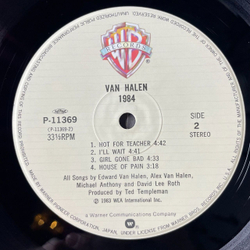 WB
RECORDS
VAN HALEN
1984
P-11369
(P-11369-2)
33⅓RPM
SIDE
2
STEREO
1- HOT FOR TEACHER 4:42
2- I'LL WAIT 4:41
3- GIRL GONE BAD 4:33
4- HOUSE OF PAIN 3:18
All Songs by Edward Van Halen, Alex Van Halen,
Michael Anthony and David Lee Roth
Produced by Ted Templeman
℗ 1983 WEA International Inc.
a Warner Communications Company